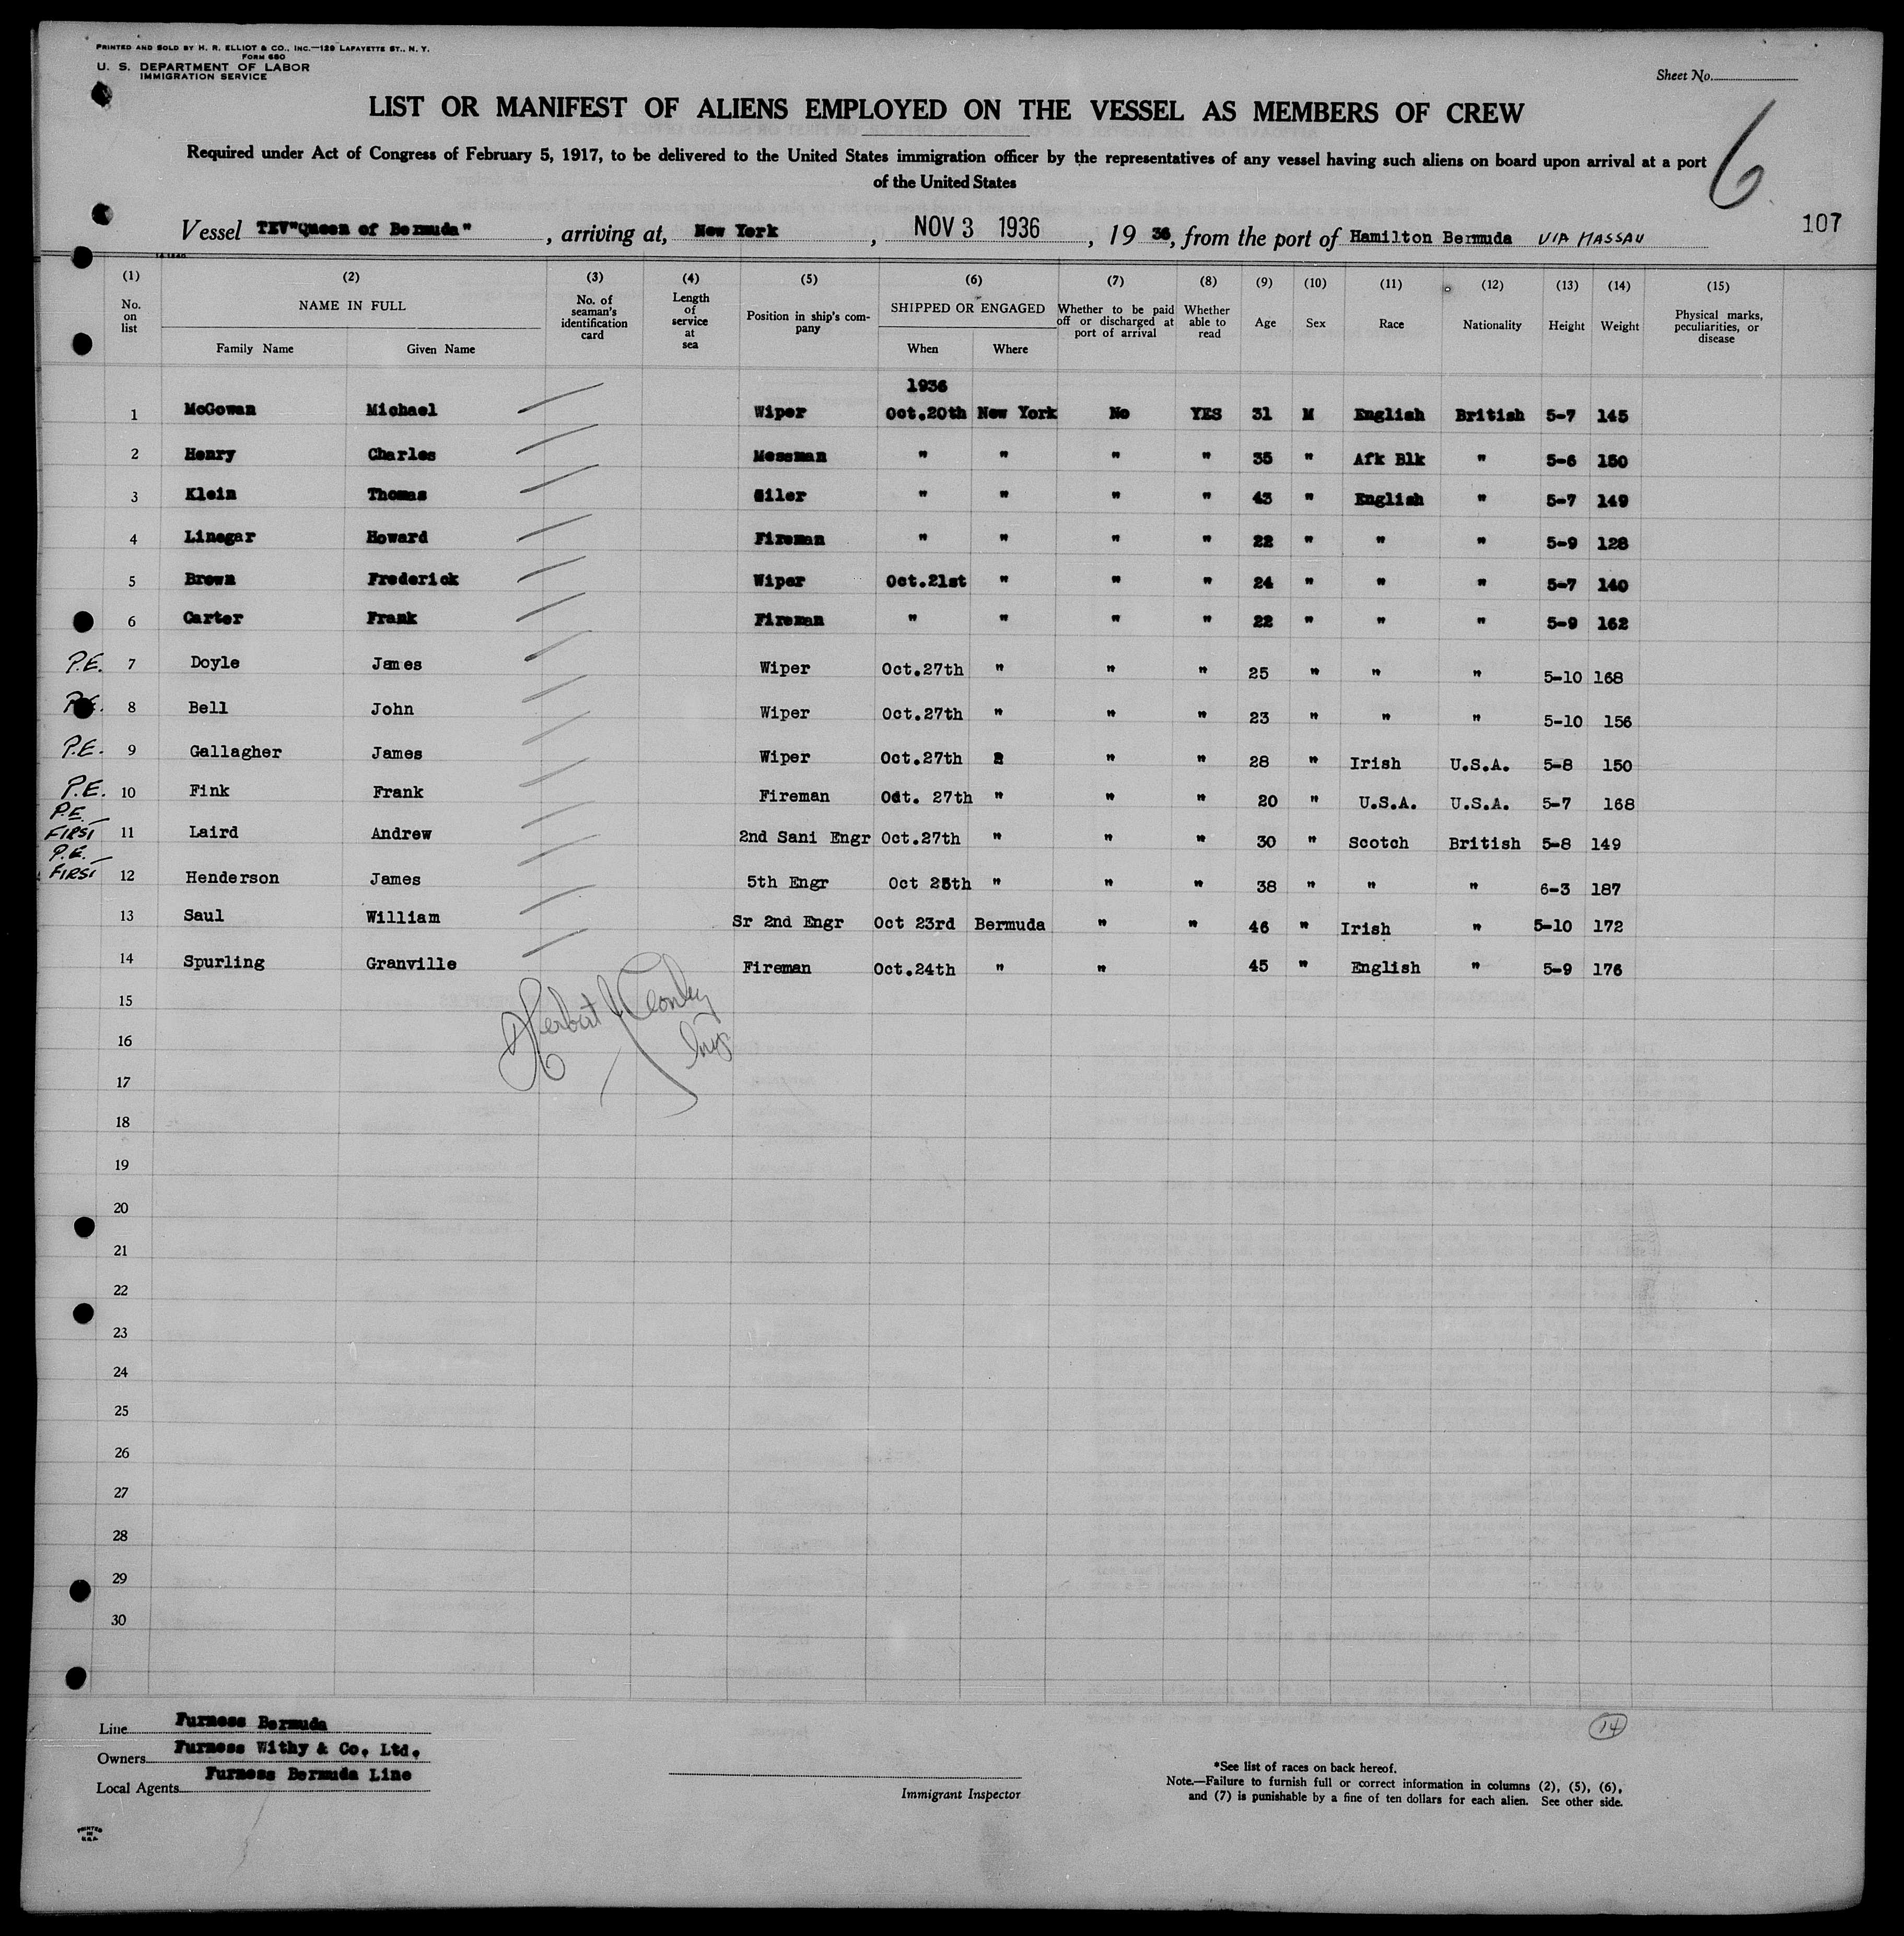 PRINTED AND SOLD BY H. R. ELLIOT & CO., INC.—129 LAFAYETTE ST., N. Y.
FORM 680
U. S. DEPARTMENT OF LABOR
IMMIGRATION SERVICE
Sheet No.
LIST OR MANIFEST OF ALIENS EMPLOYED ON THE VESSEL AS MEMBERS OF CREW
6
Required under Act of Congress of February 5, 1917, to be delivered to the United States immigration officer by the representatives of any vessel having such aliens on board upon arrival at a port
of the United States
107
Vessel TEV "Queen of Bermuda", arriving at, New York, NOV 3 1936, 19 36, from the port of Hamilton Bermuda VIA NASSAU
(1) (2) (3) (4) (5) (6) (7) (8) (9) (10) (11) (12) (13) (14) (15)
No. on list NAME IN FULL Family Name Given Name No. of seaman's identification card Length of service at sea Position in ship's company SHIPPED OR ENGAGED When Where Whether to be paid off or discharged at port of arrival Whether able to read Age Sex Race Nationality Height Weight Physical marks, peculiarities, or disease
1936
1 McGowan Michael Wiper Oct.20th New York No YES 31 M English British 5-7 145
2 Henry Charles Messman " " " " 35 " Afk Blk " 5-6 150
3 Klein Thomas Oiler " " " " 43 " English " 5-7 149
4 Linegar Howard Fireman " " " " 22 " " " 5-9 128
5 Brown Frederick Wiper Oct.21st " " " 24 " " " 5-7 140
6 Carter Frank Fireman " " " " 22 " " " 5-9 162
P.E. 7 Doyle James Wiper Oct.27th " " " 25 " " " 5-10 168
P.E. 8 Bell John Wiper Oct.27th " " " 23 " " " 5-10 156
P.E. 9 Gallagher James Wiper Oct.27th " " " 28 " Irish U.S.A. 5-8 150
P.E. 10 Fink Frank Fireman Oct. 27th " " " 20 " U.S.A. U.S.A. 5-7 168
P.E. FIRST 11 Laird Andrew 2nd Sani Engr Oct.27th " " " 30 " Scotch British 5-8 149
P.E. FIRST 12 Henderson James 5th Engr Oct 28th " " " 38 " " " 6-3 187
13 Saul William Sr 2nd Engr Oct 23rd Bermuda " " 46 " Irish " 5-10 172
14 Spurling Granville Fireman Oct.24th " " 45 " English " 5-9 176
15
16
17
18
19
20
21
22
23
24
25
26
27
28
29
30
14
Line Furness Bermuda
Owners Furness Withy & Co. Ltd.
Local Agents Furness Bermuda Line
Immigrant Inspector
*See list of races on back hereof.
Note.—Failure to furnish full or correct information in columns (2), (5), (6),
and (7) is punishable by a fine of ten dollars for each alien. See other side.
PRINTED
IN
U.S.A.